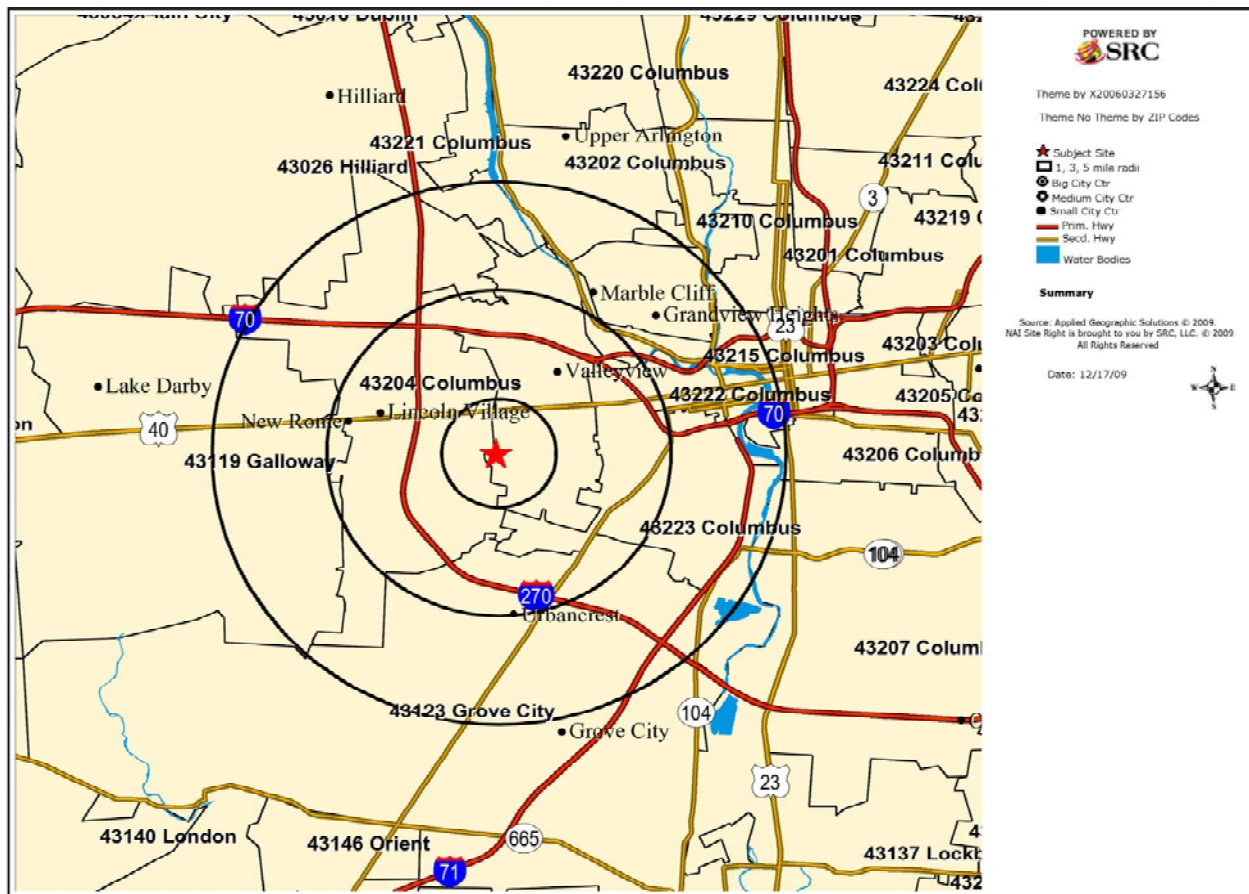 43220 Columbus
43229 Columbus
43224 Colu
Hilliard
43221 Columbus
Upper Arlington
43026 Hilliard
43202 Columbus
43211 Colu
3
43210 Columbus
43219 C
43201 Columbus
Marble Cliff
Grandview Heights
70
23
43203 Colu
43215 Columbus
Valleyview
43204 Columbus
Lake Darby
43222 Columbus
43205 Co
Lincoln Village
New Rome
70
40
43119 Galloway
43206 Columb
43223 Columbus
104
270
Urbancrest
43207 Colum
43123 Grove City
104
Grove City
23
43140 London
43146 Orient
665
43137 Lockb
71
POWERED BY
SRC
Theme by X20060327156
Theme No Theme by ZIP Codes
Subject Site
1, 3, 5 mile radii
Big City Ctr
Medium City Ctr
Small City Ctr
Prim. Hwy
Secd. Hwy
Water Bodies
Summary
Source: Applied Geographic Solutions © 2009.
NAI Site Right is brought to you by SRC, LLC. © 2009
All Rights Reserved
Date: 12/17/09
N
W E
S